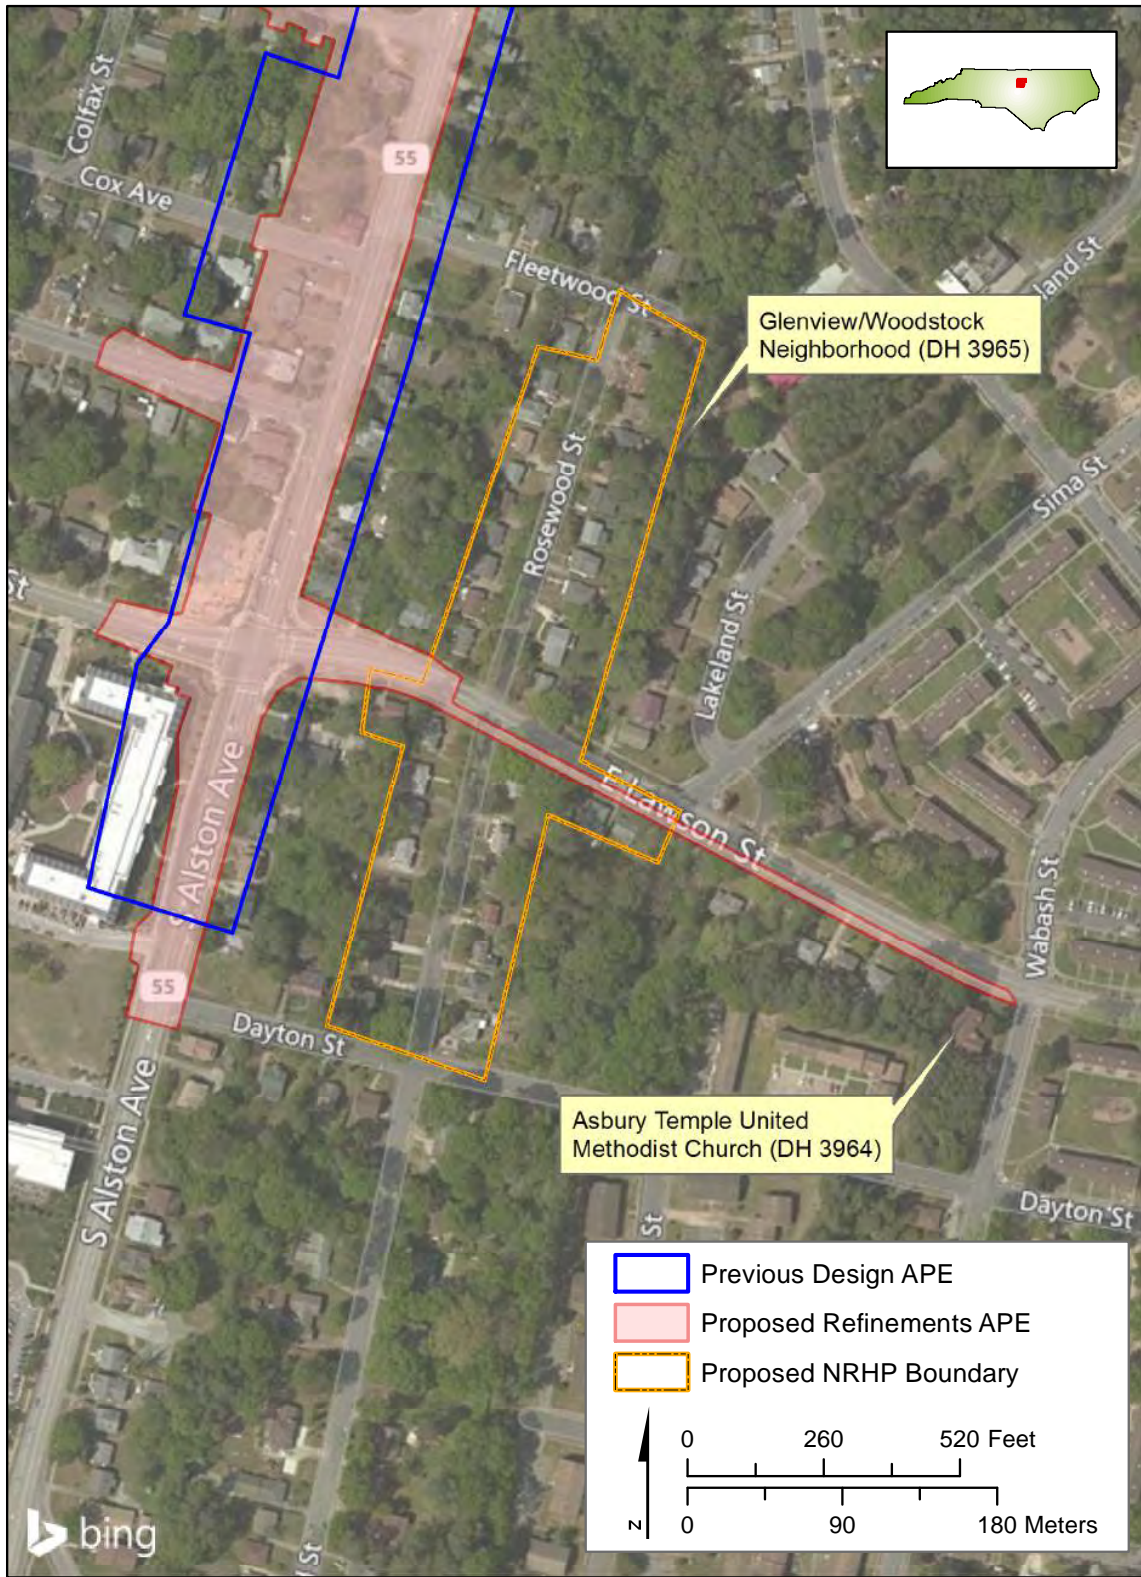 Colfax St
55
Cox Ave
Fleetwood St
land St
Glenview/Woodstock
Neighborhood (DH 3965)
Sima St
Rosewood St
St
Lakeland St
E Lawson St
S Alston Ave
Wabash St
55
Dayton St
Asbury Temple United
Methodist Church (DH 3964)
S Alston Ave
Dayton St
St
Previous Design APE
Proposed Refinements APE
Proposed NRHP Boundary
0 260 520 Feet
N
0 90 180 Meters
bing
St